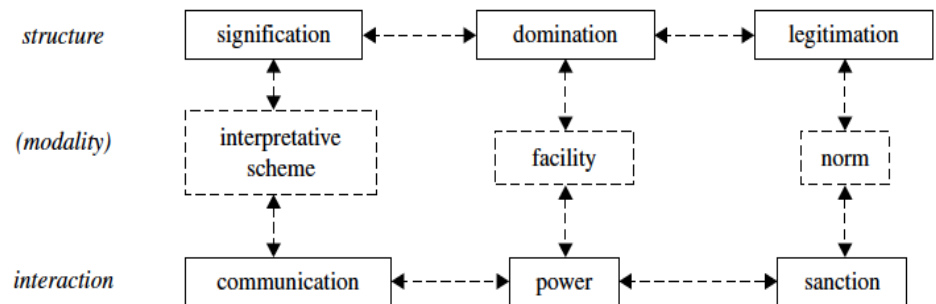 structure signification domination legitimation
(modality) interpretative scheme facility norm
interaction communication power sanction